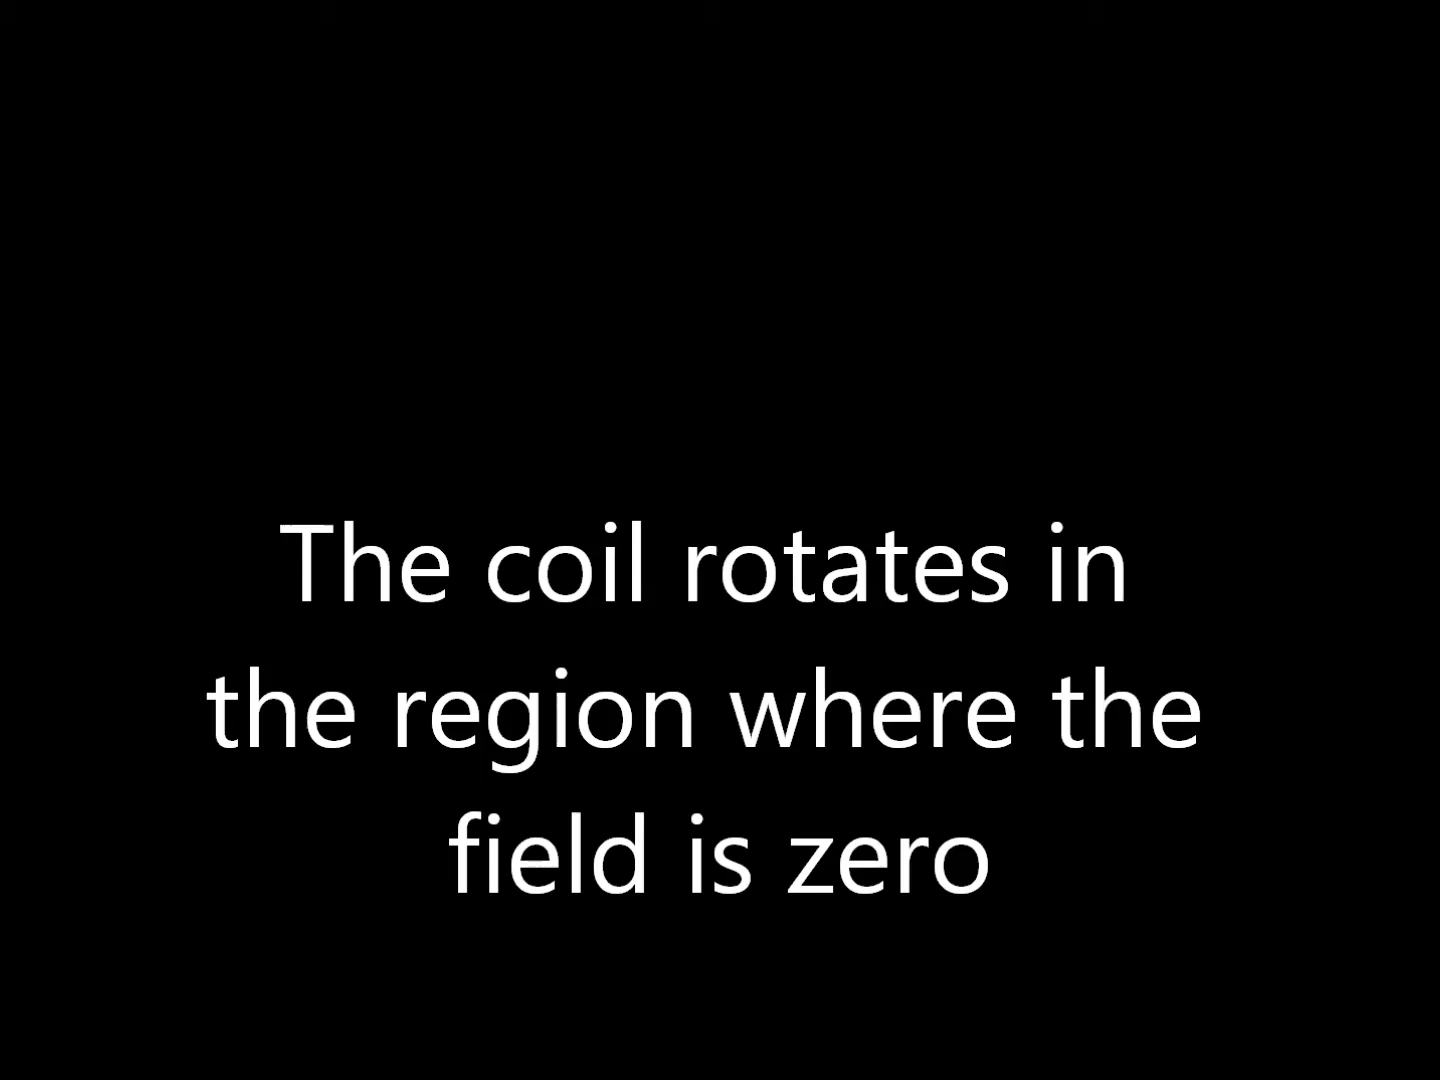 The coil rotates in
the region where the
field is zero